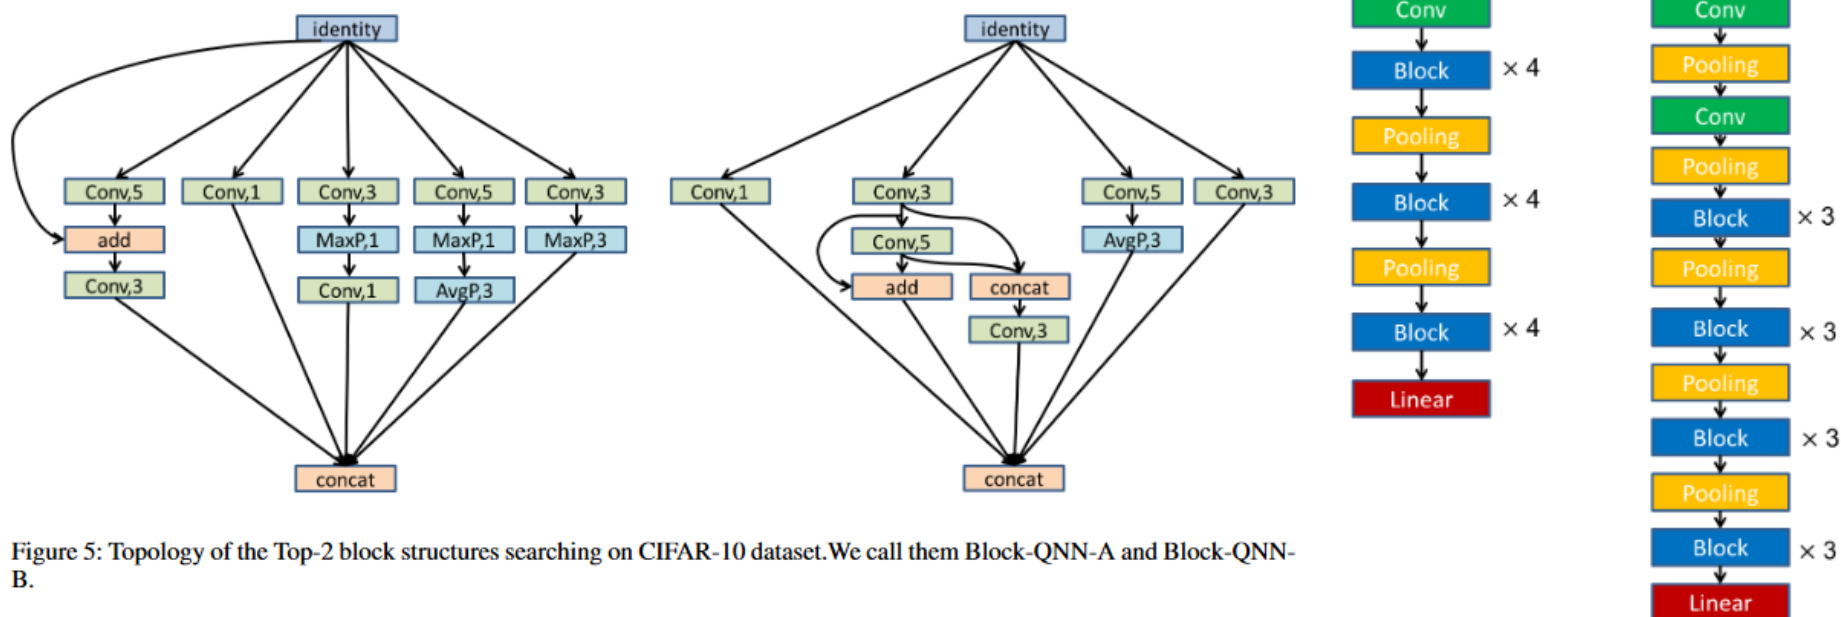 identity
Conv,5
Conv,1
Conv,3
Conv,5
Conv,3
add
MaxP,1
MaxP,1
MaxP,3
Conv,3
Conv,1
AvgP,3
concat
identity
Conv,1
Conv,3
Conv,5
Conv,3
Conv,5
AvgP,3
add
concat
Conv,3
concat
Conv
Block × 4
Pooling
Block × 4
Pooling
Block × 4
Linear
Conv
Pooling
Conv
Pooling
Block × 3
Pooling
Block × 3
Pooling
Block × 3
Pooling
Block × 3
Linear
Figure 5: Topology of the Top-2 block structures searching on CIFAR-10 dataset.We call them Block-QNN-A and Block-QNN-
B.